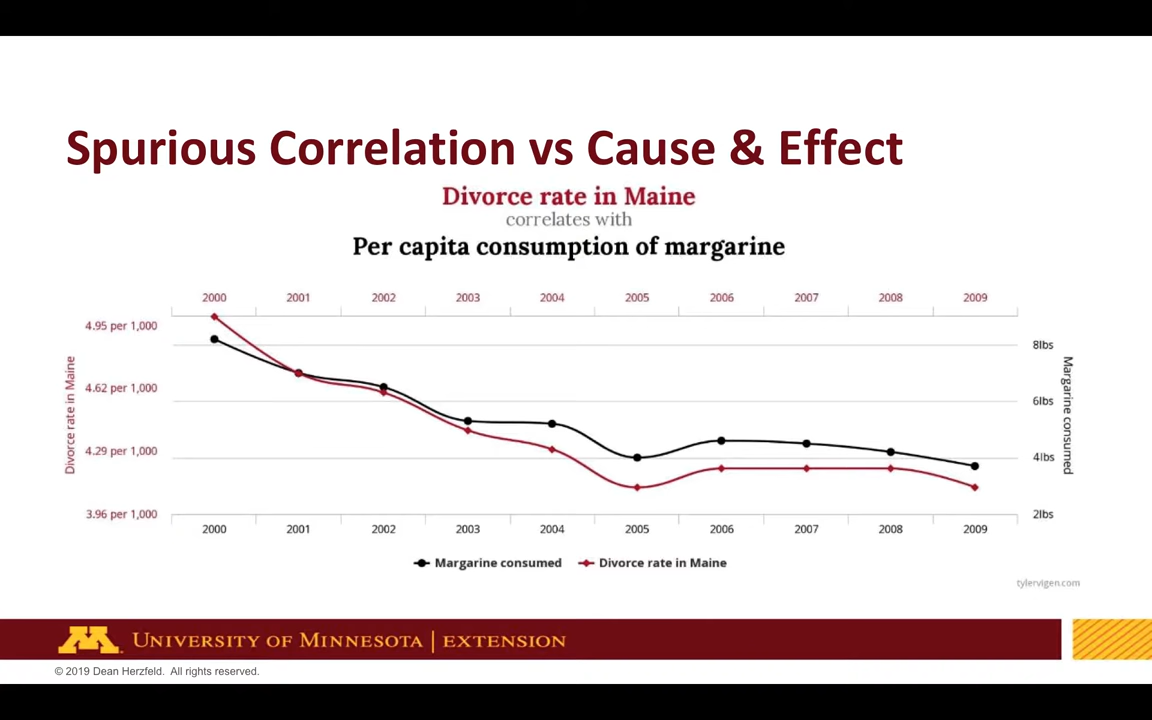 Spurious Correlation vs Cause & Effect
Divorce rate in Maine
correlates with
Per capita consumption of margarine
2000 2001 2002 2003 2004 2005 2006 2007 2008 2009
4.95 per 1,000
4.62 per 1,000
4.29 per 1,000
3.96 per 1,000
Divorce rate in Maine
8lbs
6lbs
4lbs
2lbs
Margarine consumed
2000 2001 2002 2003 2004 2005 2006 2007 2008 2009
Margarine consumed Divorce rate in Maine
tylervigen.com
M UNIVERSITY OF MINNESOTA | EXTENSION
© 2019 Dean Herzfeld. All rights reserved.